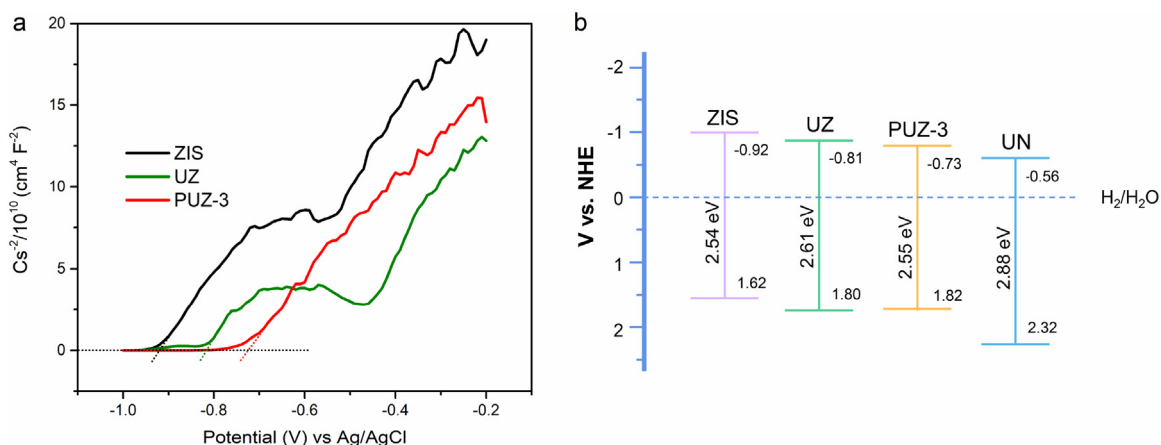 a
20
15
10
5
0
Cs⁻²/10¹⁰ (cm⁴ F⁻²)
ZIS
UZ
PUZ-3
-1.0 -0.8 -0.6 -0.4 -0.2
Potential (V) vs Ag/AgCl
b
V vs. NHE
-2
-1
0
1
2
ZIS
-0.92
2.54 eV
1.62
UZ
-0.81
2.61 eV
1.80
PUZ-3
-0.73
2.55 eV
1.82
UN
-0.56
2.88 eV
2.32
H₂/H₂O